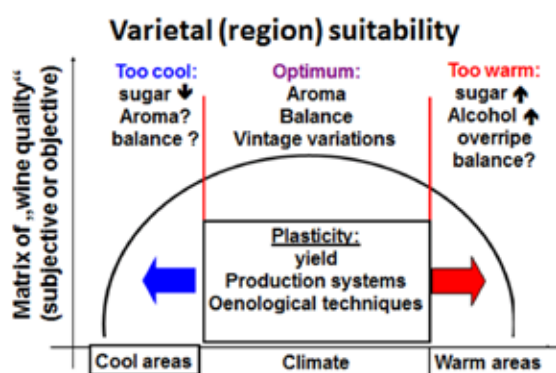 Varietal (region) suitability
Matrix of „wine quality“
(subjective or objective)
Too cool:
sugar 🡇
Aroma?
balance ?
Optimum:
Aroma
Balance
Vintage variations
Too warm:
sugar 🡅
Alcohol 🡅
overripe
balance?
Plasticity:
yield
Production systems
Oenological techniques
Cool areas
Climate
Warm areas